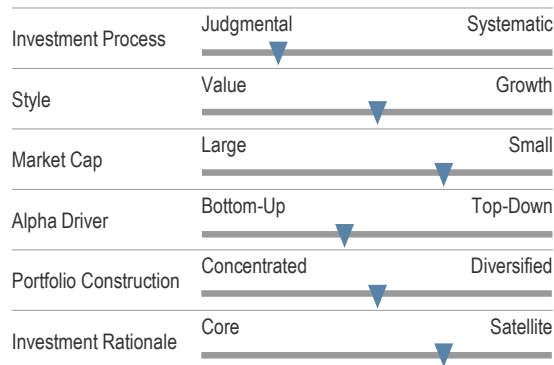 Judgmental Systematic
Investment Process
Value Growth
Style
Large Small
Market Cap
Bottom-Up Top-Down
Alpha Driver
Concentrated Diversified
Portfolio Construction
Core Satellite
Investment Rationale